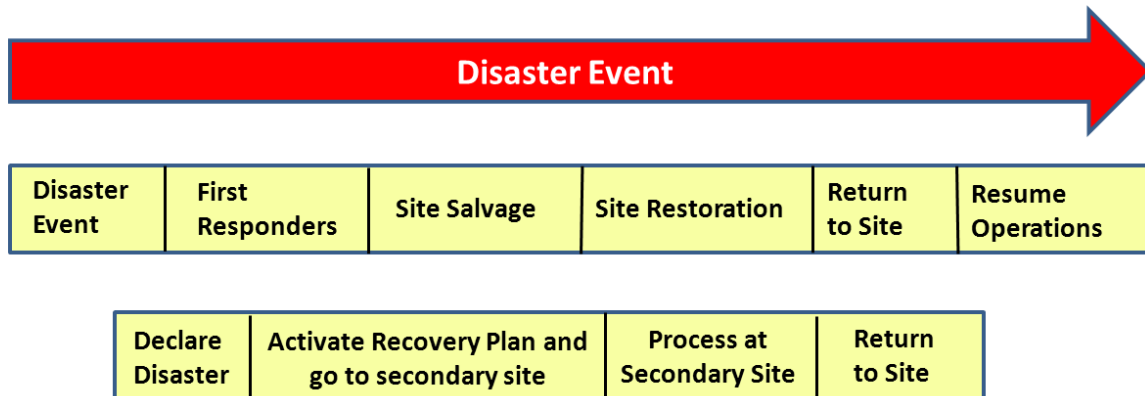 Disaster Event
Disaster
Event
First
Responders
Site Salvage
Site Restoration
Return
to Site
Resume
Operations
Declare
Disaster
Activate Recovery Plan and
go to secondary site
Process at
Secondary Site
Return
to Site